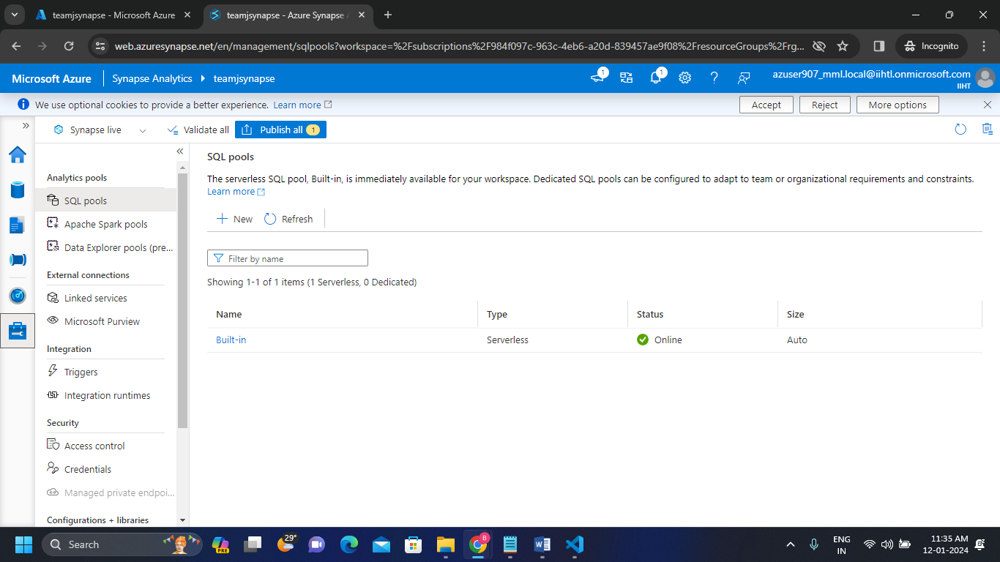 teamjsynapse - Microsoft Azure
teamjsynapse - Azure Synapse A
web.azuresynapse.net/en/management/sqlpools?workspace=%2Fsubscriptions%2F984f097c-963c-4eb6-a20d-839457ae9f08%2FresourceGroups%2Frg...
Incognito
Microsoft Azure
Synapse Analytics
teamjsynapse
1
1
azuser907_mml.local@iihtl.onmicrosoft.com
IIHT
We use optional cookies to provide a better experience. Learn more
Accept
Reject
More options
Synapse live
Validate all
Publish all 1
Analytics pools
SQL pools
Apache Spark pools
Data Explorer pools (pre...
External connections
Linked services
Microsoft Purview
Integration
Triggers
Integration runtimes
Security
Access control
Credentials
Managed private endpoi...
Configurations + libraries
SQL pools
The serverless SQL pool, Built-in, is immediately available for your workspace. Dedicated SQL pools can be configured to adapt to team or organizational requirements and constraints.
Learn more
New
Refresh
Filter by name
Showing 1-1 of 1 items (1 Serverless, 0 Dedicated)
Name Type Status Size
Built-in Serverless Online Auto
Search
PRE
29°
8
ENG
IN
11:35 AM
12-01-2024